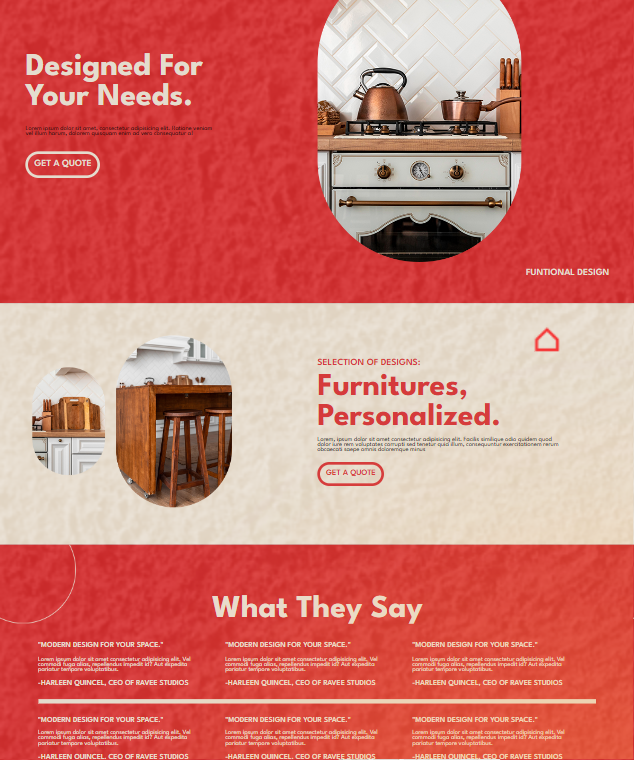 Designed For
Your Needs.
Lorem ipsum dolor sit amet, consectetur adipisicing elit. Ratione veniam
vel illum harum, dolorem quisquam enim ad vero consequatur a!
GET A QUOTE
FUNTIONAL DESIGN
SELECTION OF DESIGNS:
Furnitures,
Personalized.
Lorem, ipsum dolor sit amet consectetur adipisicing elit. Facilis similique odio quidem quod
dolor iure rem voluptates corrupti sed tenetur quid illum, consequuntur exercitationem rerum
obcaecati saepe omnis doloremque minus
GET A QUOTE
What They Say
"MODERN DESIGN FOR YOUR SPACE."
Lorem ipsum dolor sit amet consectetur adipisicing elit. Vel
commodi fuga alias, repellendus impedit id? Aut expedita
pariatur tempore voluptatibus.
-HARLEEN QUINCEL, CEO OF RAVEE STUDIOS
"MODERN DESIGN FOR YOUR SPACE."
Lorem ipsum dolor sit amet consectetur adipisicing elit. Vel
commodi fuga alias, repellendus impedit id? Aut expedita
pariatur tempore voluptatibus.
-HARLEEN QUINCEL, CEO OF RAVEE STUDIOS
"MODERN DESIGN FOR YOUR SPACE."
Lorem ipsum dolor sit amet consectetur adipisicing elit. Vel
commodi fuga alias, repellendus impedit id? Aut expedita
pariatur tempore voluptatibus.
-HARLEEN QUINCEL, CEO OF RAVEE STUDIOS
"MODERN DESIGN FOR YOUR SPACE."
Lorem ipsum dolor sit amet consectetur adipisicing elit. Vel
commodi fuga alias, repellendus impedit id? Aut expedita
pariatur tempore voluptatibus.
-HARLEEN QUINCEL, CEO OF RAVEE STUDIOS
"MODERN DESIGN FOR YOUR SPACE."
Lorem ipsum dolor sit amet consectetur adipisicing elit. Vel
commodi fuga alias, repellendus impedit id? Aut expedita
pariatur tempore voluptatibus.
-HARLEEN QUINCEL, CEO OF RAVEE STUDIOS
"MODERN DESIGN FOR YOUR SPACE."
Lorem ipsum dolor sit amet consectetur adipisicing elit. Vel
commodi fuga alias, repellendus impedit id? Aut expedita
pariatur tempore voluptatibus.
-HARLEEN QUINCEL, CEO OF RAVEE STUDIOS